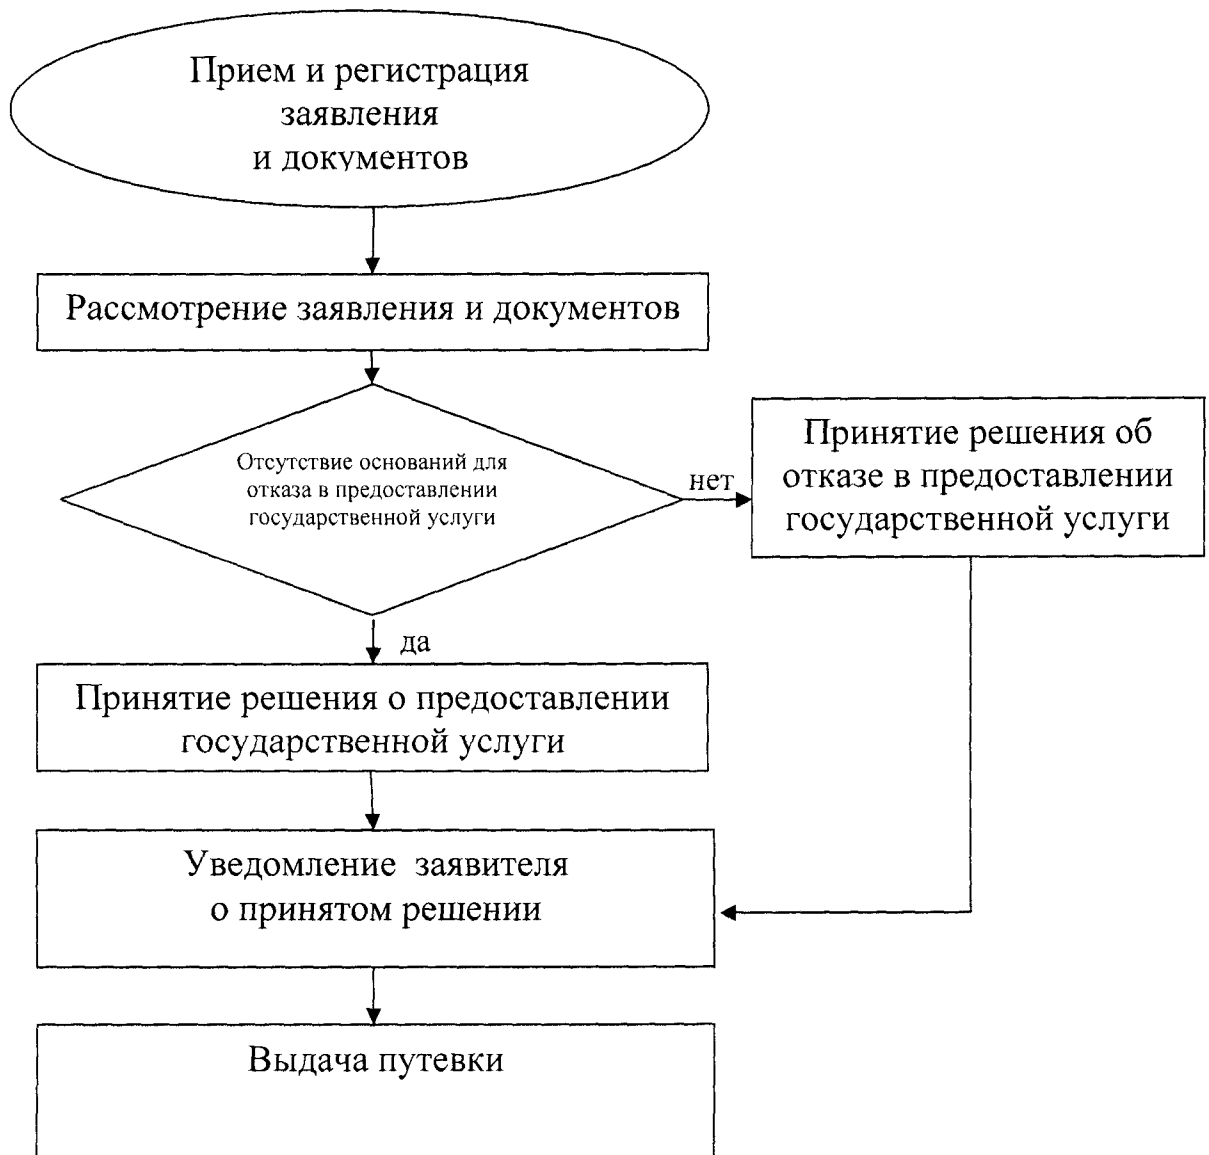 Прием и регистрация
заявления
и документов
Рассмотрение заявления и документов
Отсутствие оснований для
отказа в предоставлении
государственной услуги
нет
Принятие решения об
отказе в предоставлении
государственной услуги
да
Принятие решения о предоставлении
государственной услуги
Уведомление заявителя
о принятом решении
Выдача путевки